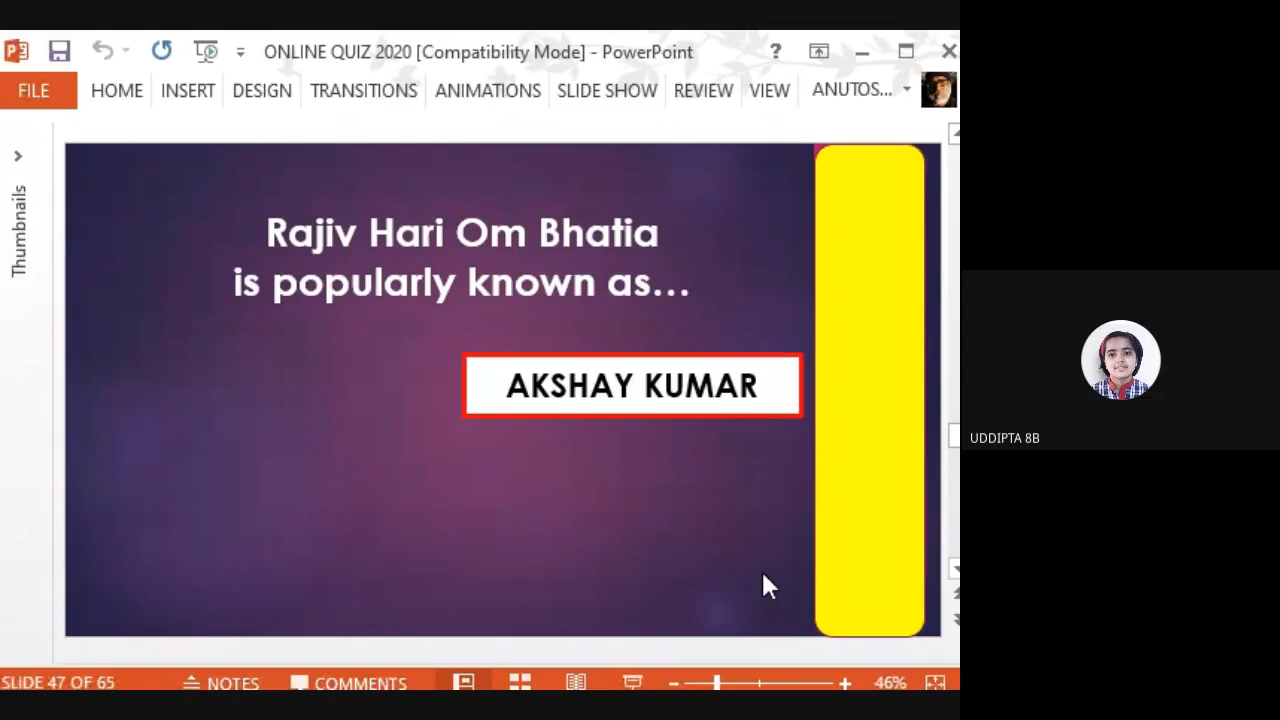 ONLINE QUIZ 2020 [Compatibility Mode] - PowerPoint
?
FILE HOME INSERT DESIGN TRANSITIONS ANIMATIONS SLIDE SHOW REVIEW VIEW ANUTOS...
Thumbnails
Rajiv Hari Om Bhatia
is popularly known as...
AKSHAY KUMAR
UDDIPTA 8B
SLIDE 47 OF 65 NOTES COMMENTS 46%